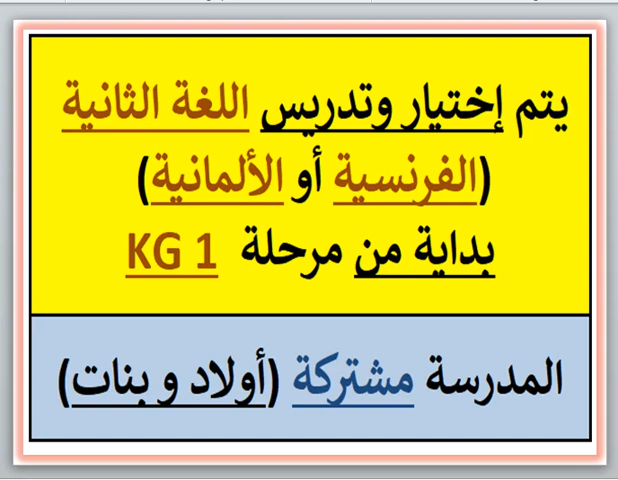 يتم إختيار وتدريس اللغة الثانية
(الفرنسية أو الألمانية)
بداية من مرحلة KG 1
المدرسة مشتركة (أولاد و بنات)